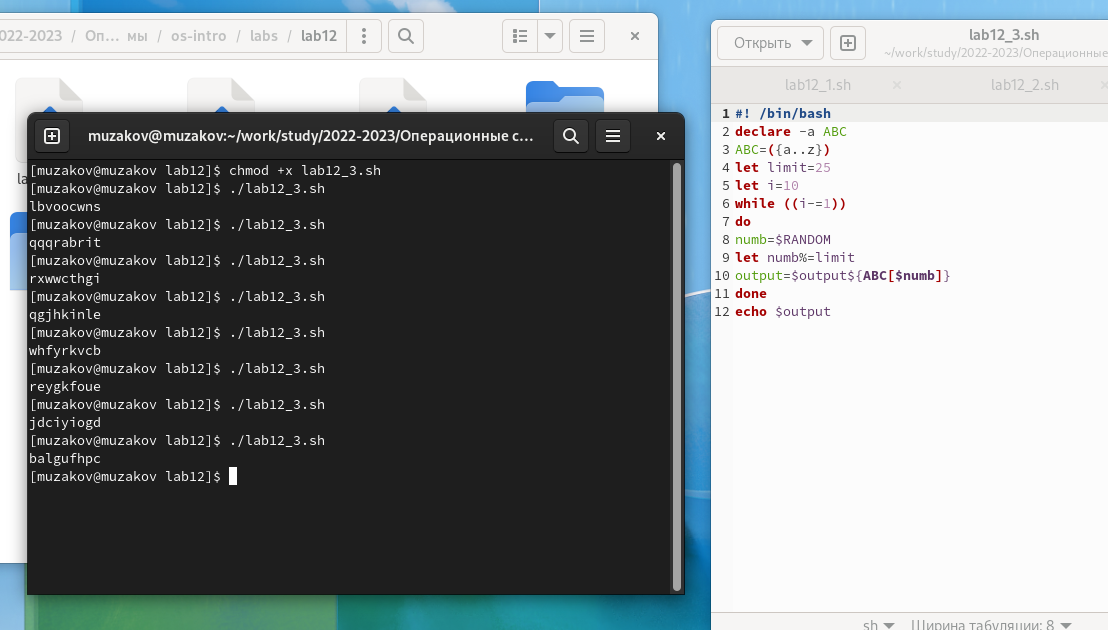 022-2023 / Оп… мы / os-intro / labs / lab12
muzakov@muzakov:~/work/study/2022-2023/Операционные с…
[muzakov@muzakov lab12]$ chmod +x lab12_3.sh
[muzakov@muzakov lab12]$ ./lab12_3.sh
lbvoocwns
[muzakov@muzakov lab12]$ ./lab12_3.sh
qqqrabrit
[muzakov@muzakov lab12]$ ./lab12_3.sh
rxwwcthgi
[muzakov@muzakov lab12]$ ./lab12_3.sh
qgjhkinle
[muzakov@muzakov lab12]$ ./lab12_3.sh
whfyrkvcb
[muzakov@muzakov lab12]$ ./lab12_3.sh
reygkfoue
[muzakov@muzakov lab12]$ ./lab12_3.sh
jdciyiogd
[muzakov@muzakov lab12]$ ./lab12_3.sh
balgufhpc
[muzakov@muzakov lab12]$
Открыть
lab12_3.sh
~/work/study/2022-2023/Операционные
lab12_1.sh
lab12_2.sh
1 #! /bin/bash
2 declare -a ABC
3 ABC=({a..z})
4 let limit=25
5 let i=10
6 while ((i-=1))
7 do
8 numb=$RANDOM
9 let numb%=limit
10 output=$output${ABC[$numb]}
11 done
12 echo $output
sh Ширина табуляции: 8